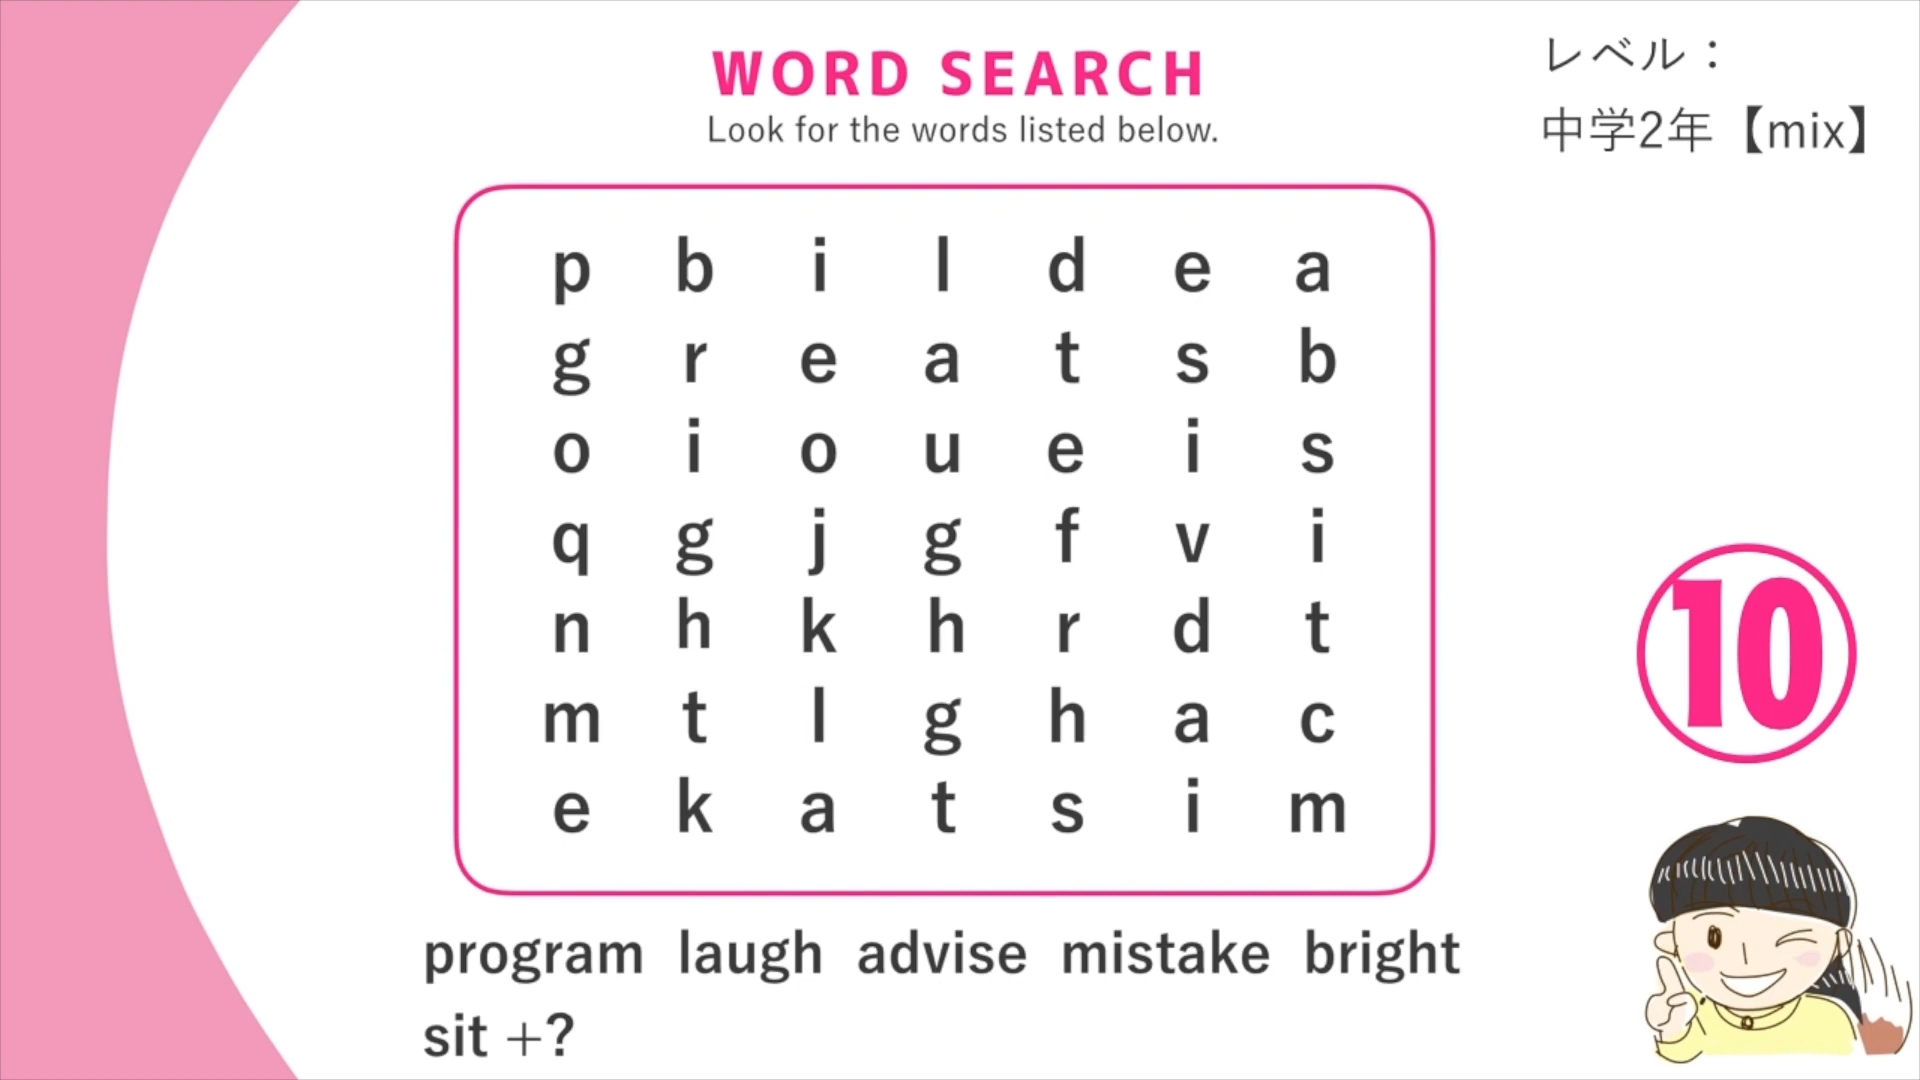 WORD SEARCH
Look for the words listed below.
レベル：
中学2年【mix】
p b i l d e a
g r e a t s b
o i o u e i s
q g j g f v i
n h k h r d t
m t l g h a c
e k a t s i m
10
program laugh advise mistake bright
sit +?